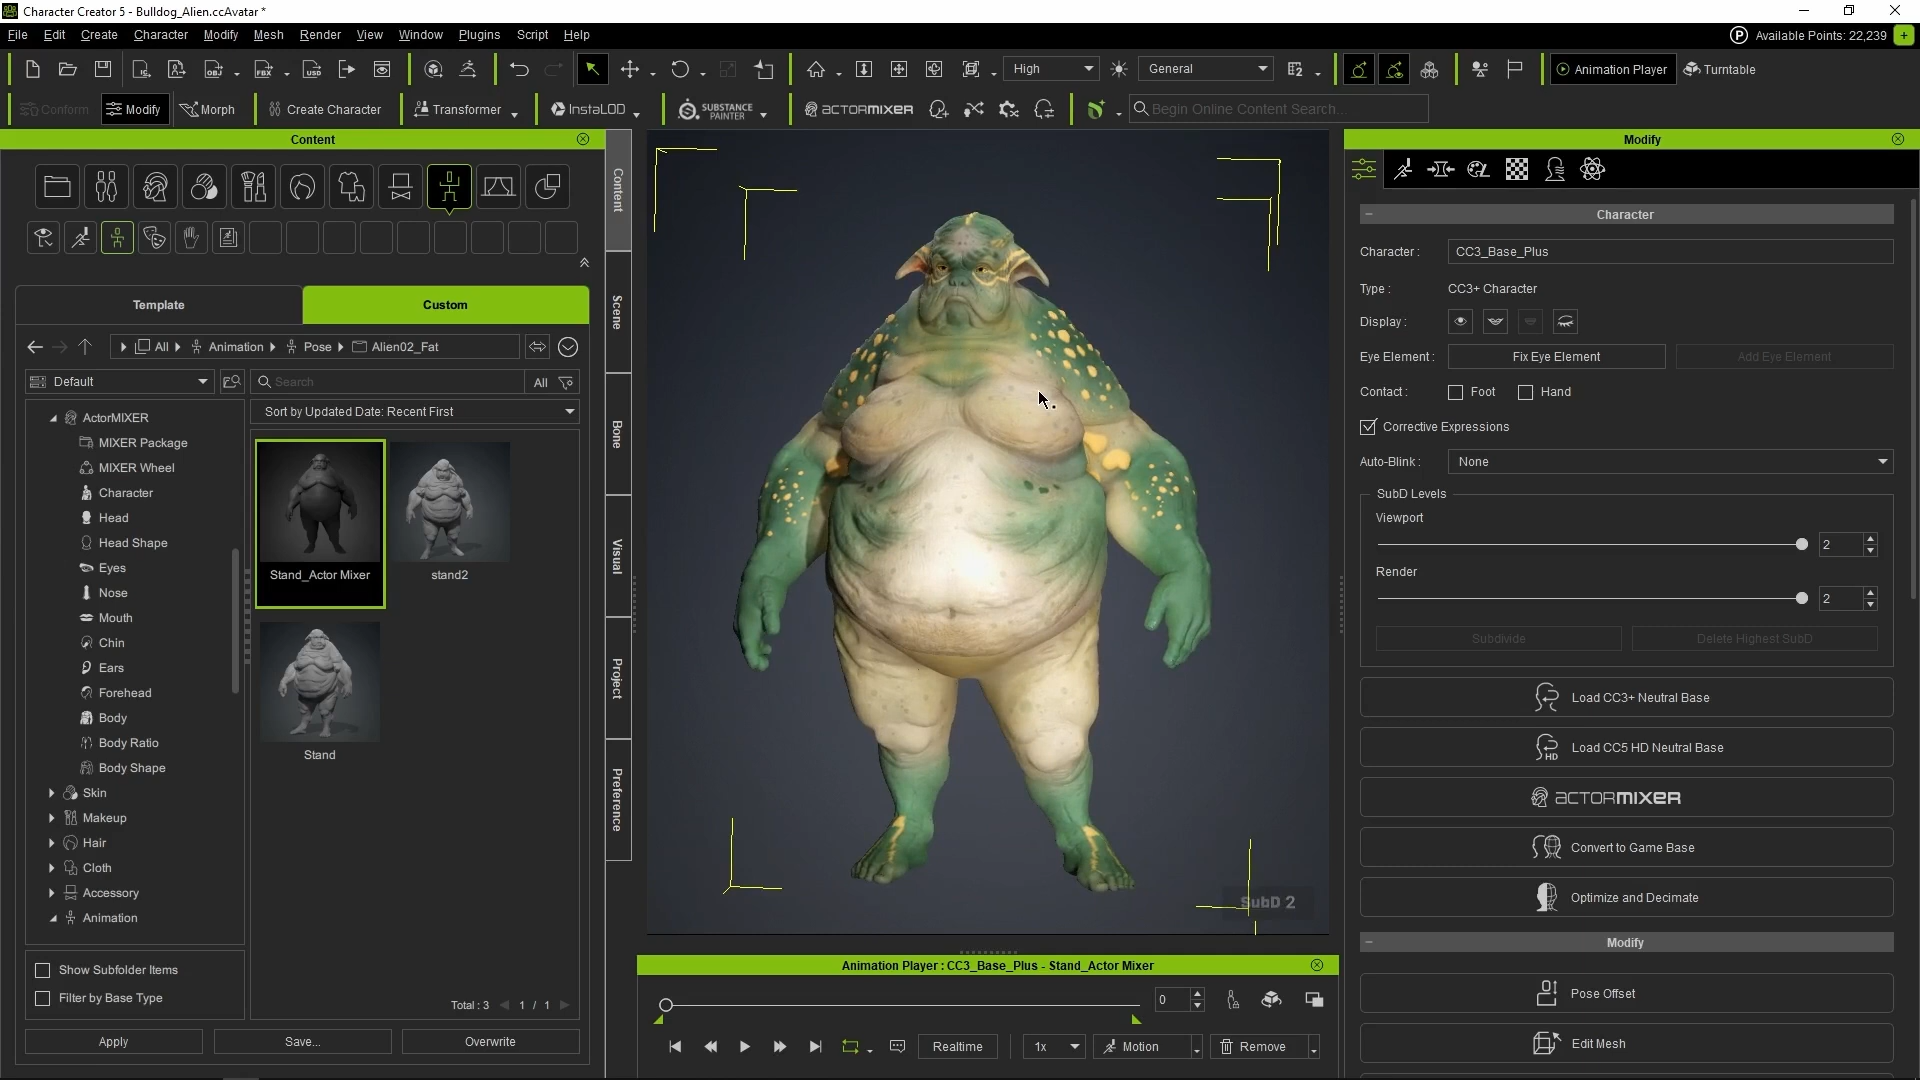 Character Creator 5 - Bulldog_Alien.ccAvatar *
File Edit Create Character Modify Mesh Render View Window Plugins Script Help
Available Points: 22,239
High
General
Animation Player
Turntable
Conform
Modify
Morph
Create Character
Transformer
InstaLOD
SUBSTANCE PAINTER
ACTORMIXER
Begin Online Content Search..
Content
Template
Custom
All
Animation
Pose
Alien02_Fat
Default
Search
All
ActorMIXER
MIXER Package
MIXER Wheel
Character
Head
Head Shape
Eyes
Nose
Mouth
Chin
Ears
Forehead
Body
Body Ratio
Body Shape
Skin
Makeup
Hair
Cloth
Accessory
Animation
Sort by Updated Date: Recent First
Stand_Actor Mixer
stand2
Stand
Show Subfolder Items
Filter by Base Type
Total : 3
1 / 1
Apply
Save...
Overwrite
Content
Scene
Bone
Visual
Project
Preference
SubD 2
Animation Player : CC3_Base_Plus - Stand_Actor Mixer
0
Realtime
1x
Motion
Remove
Modify
Character
Character :
CC3_Base_Plus
Type :
CC3+ Character
Display :
Eye Element :
Fix Eye Element
Add Eye Element
Contact :
Foot
Hand
Corrective Expressions
Auto-Blink :
None
SubD Levels
Viewport
2
Render
2
Subdivide
Delete Highest SubD
Load CC3+ Neutral Base
HD
Load CC5 HD Neutral Base
ACTORMIXER
Convert to Game Base
Optimize and Decimate
Modify
Pose Offset
Edit Mesh